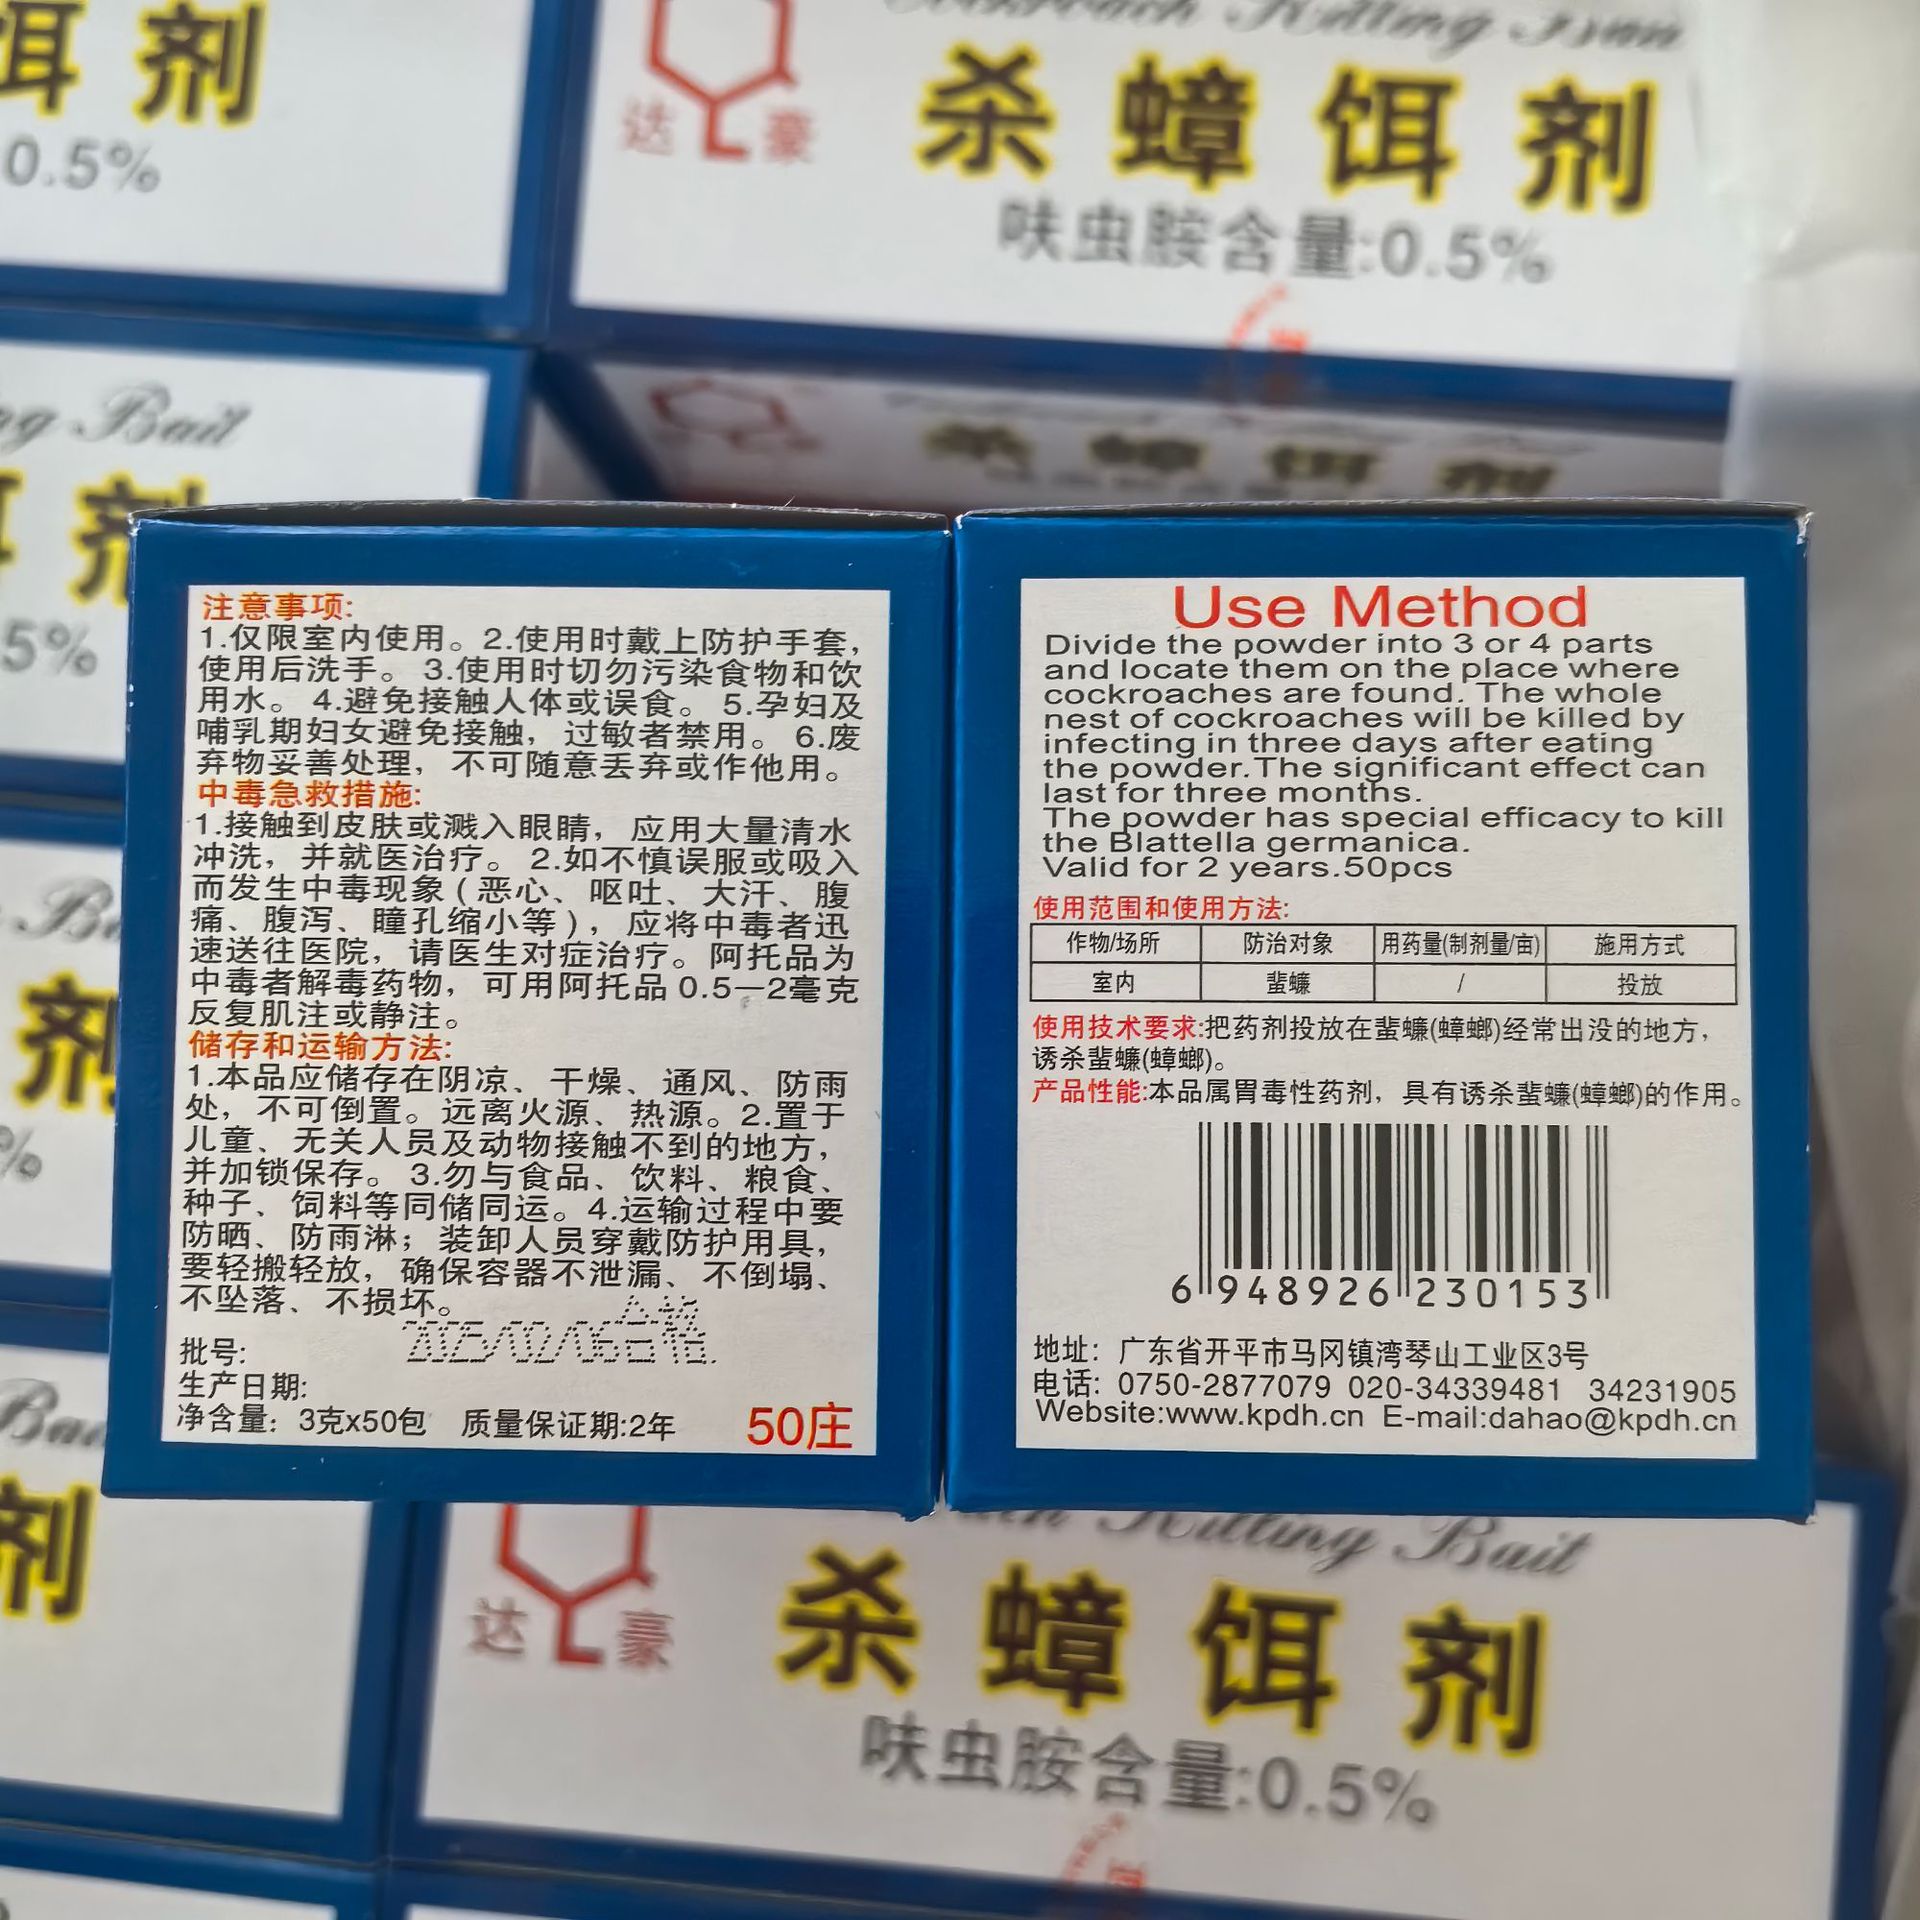 饵剂
0.5%
Killing
杀蟑饵剂
达豪
呋虫胺含量:0.5%
Bait
剂
5%
杀蟑饵剂
注意事项:
1.仅限室内使用。2.使用时戴上防护手套,
使用后洗手。3.使用时切勿污染食物和饮
用水。4.避免接触人体或误食。5.孕妇及
哺乳期妇女避免接触，过敏者禁用。6.废
弃物妥善处理，不可随意丢弃或作他用。
中毒急救措施:
1.接触到皮肤或溅入眼睛，应用大量清水
冲洗，并就医治疗。2.如不慎误服或吸入
而发生中毒现象(恶心、呕吐、大汗、腹
痛、腹泻、瞳孔缩小等)，应将中毒者迅
速送往医院，请医生对症治疗。阿托品为
中毒者解毒药物，可用阿托品0.5—2毫克
反复肌注或静注。
储存和运输方法:
1.本品应储存在阴凉、干燥、通风、防雨
处，不可倒置。远离火源、热源。2.置于
儿童、无关人员及动物接触不到的地方，
并加锁保存。3.勿与食品、饮料、粮食、
种子、饲料等同储同运。4.运输过程中要
防晒、防雨淋；装卸人员穿戴防护用具，
要轻搬轻放，确保容器不泄漏、不倒塌、
不坠落、不损坏。
批号: 2025/02/06合格
生产日期:
净含量：3克x50包 质量保证期:2年 50庄
Use Method
Divide the powder into 3 or 4 parts
and locate them on the place where
cockroaches are found. The whole
nest of cockroaches will be killed by
infecting in three days after eating
the powder.The significant effect can
last for three months.
The powder has special efficacy to kill
the Blattella germanica.
Valid for 2 years.50pcs
使用范围和使用方法:
作物/场所 防治对象 用药量(制剂量/亩) 施用方式
室内 蜚蠊 / 投放
使用技术要求:把药剂投放在蜚蠊(蟑螂)经常出没的地方，
诱杀蜚蠊(蟑螂)。
产品性能:本品属胃毒性药剂，具有诱杀蜚蠊(蟑螂)的作用。
6 948926 230153
地址：广东省开平市马冈镇湾琴山工业区3号
电话: 0750-2877079 020-34339481 34231905
Website:www.kpdh.cn E-mail:dahao@kpdh.cn
剂
%
剂
Killing Bait
杀蟑饵剂
达豪
呋虫胺含量:0.5%